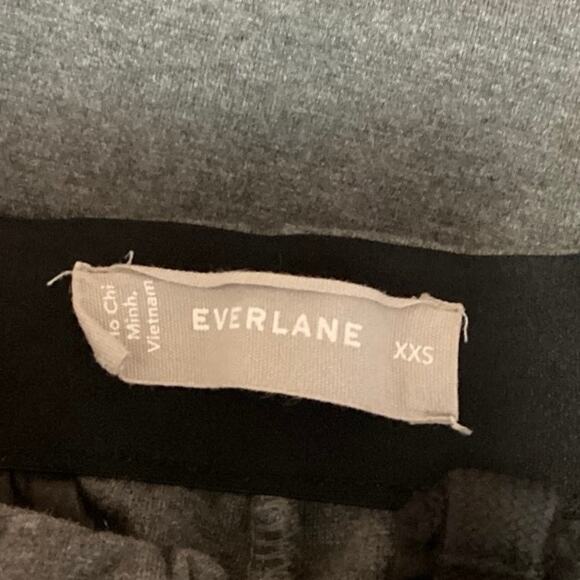 Chi
Minh,
Vietnam
EVERLANE
XXS